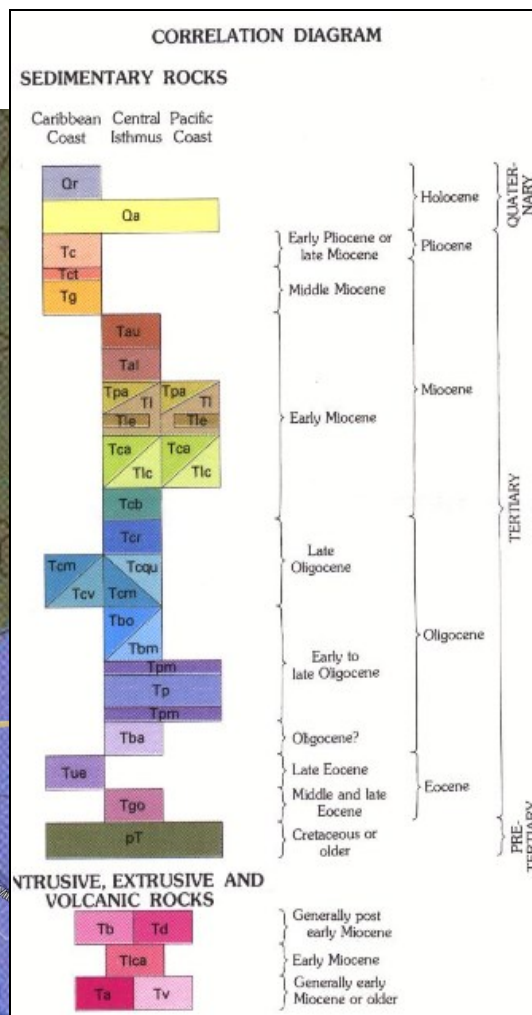 CORRELATION DIAGRAM
SEDIMENTARY ROCKS
Caribbean Coast
Central Isthmus
Pacific Coast
Qr
Qa
Tc
Tct
Tg
Tau
Tal
Tpa Tl Tpa Tl
Tle Tle
Tca Tlc Tca Tlc
Tcb
Tcr
Tcm Tcv Tcqu Tcm
Tbo
Tbm
Tpm
Tp
Tpm
Tba
Tue
Tgo
pT
Early Pliocene or
late Miocene
Middle Miocene
Early Miocene
Late
Oligocene
Early to
late Oligocene
Oligocene?
Late Eocene
Middle and late
Eocene
Cretaceous or
older
Holocene
Pliocene
Miocene
Oligocene
Eocene
QUATER-
NARY
TERTIARY
PRE-
TERTIARY
NTRUSIVE, EXTRUSIVE AND
VOLCANIC ROCKS
Tb Td
Tlca
Ta Tv
Generally post
early Miocene
Early Miocene
Generally early
Miocene or older